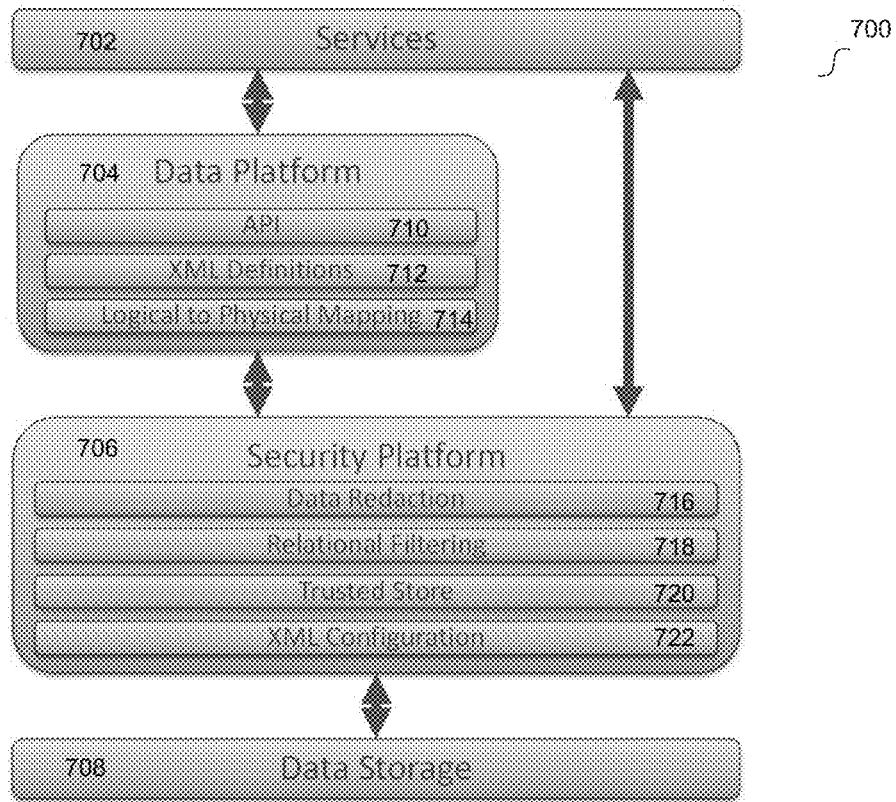 700
702 Services
704 Data Platform
API 710
XML Definitions 712
Logical to Physical Mapping 714
706 Security Platform
Data Redaction 716
Relational Filtering 718
Trusted Store 720
XML Configuration 722
708 Data Storage